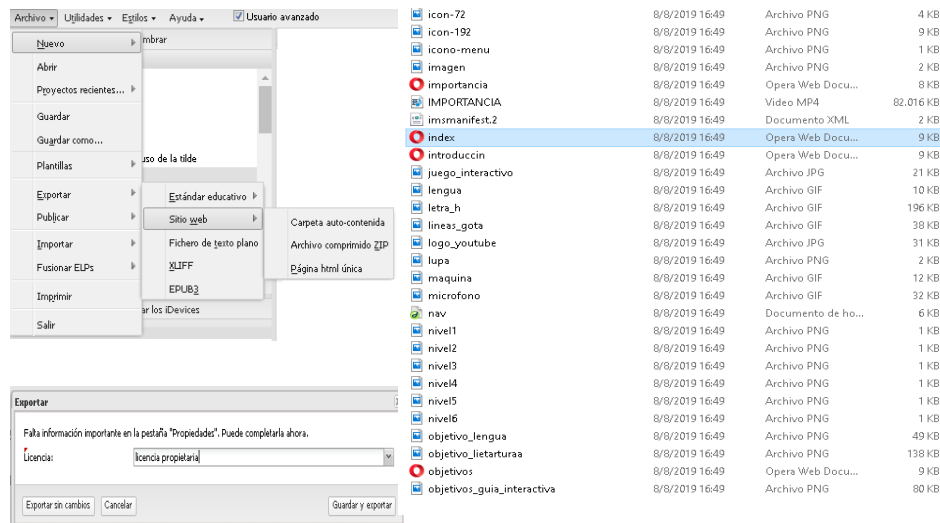 Archivo Utilidades Estilos Ayuda Usuario avanzado
Nuevo
mbrar
Abrir
Proyectos recientes...
Guardar
Guardar como...
uso de la tilde
Plantillas
Exportar
Estándar educativo
Publicar
Sitio web
Carpeta auto-contenida
Importar
Fichero de texto plano
Archivo comprimido ZIP
Fusionar ELPs
XLIFF
Página html única
Imprimir
EPUB3
ar los iDevices
Salir
Exportar
Falta información importante en la pestaña "Propiedades". Puede completarla ahora.
Licencia: licencia propietaria
Exportar sin cambios Cancelar Guardar y exportar
icon-72 8/8/2019 16:49 Archivo PNG 4 KB
icon-192 8/8/2019 16:49 Archivo PNG 9 KB
icono-menu 8/8/2019 16:49 Archivo PNG 1 KB
imagen 8/8/2019 16:49 Archivo PNG 2 KB
importancia 8/8/2019 16:49 Opera Web Docu... 8 KB
IMPORTANCIA 8/8/2019 16:49 Video MP4 82.016 KB
imsmanifest.2 8/8/2019 16:49 Documento XML 2 KB
index 8/8/2019 16:49 Opera Web Docu... 9 KB
introduccin 8/8/2019 16:49 Opera Web Docu... 9 KB
juego_interactivo 8/8/2019 16:49 Archivo JPG 21 KB
lengua 8/8/2019 16:49 Archivo GIF 10 KB
letra_h 8/8/2019 16:49 Archivo GIF 196 KB
lineas_gota 8/8/2019 16:49 Archivo GIF 38 KB
logo_youtube 8/8/2019 16:49 Archivo JPG 31 KB
lupa 8/8/2019 16:49 Archivo PNG 2 KB
maquina 8/8/2019 16:49 Archivo GIF 12 KB
microfono 8/8/2019 16:49 Archivo GIF 32 KB
nav 8/8/2019 16:49 Documento de ho... 6 KB
nivel1 8/8/2019 16:49 Archivo PNG 1 KB
nivel2 8/8/2019 16:49 Archivo PNG 1 KB
nivel3 8/8/2019 16:49 Archivo PNG 1 KB
nivel4 8/8/2019 16:49 Archivo PNG 1 KB
nivel5 8/8/2019 16:49 Archivo PNG 1 KB
nivel6 8/8/2019 16:49 Archivo PNG 1 KB
objetivo_lengua 8/8/2019 16:49 Archivo PNG 49 KB
objetivo_lietarturaa 8/8/2019 16:49 Archivo PNG 138 KB
objetivos 8/8/2019 16:49 Opera Web Docu... 9 KB
objetivos_guia_interactiva 8/8/2019 16:49 Archivo PNG 80 KB